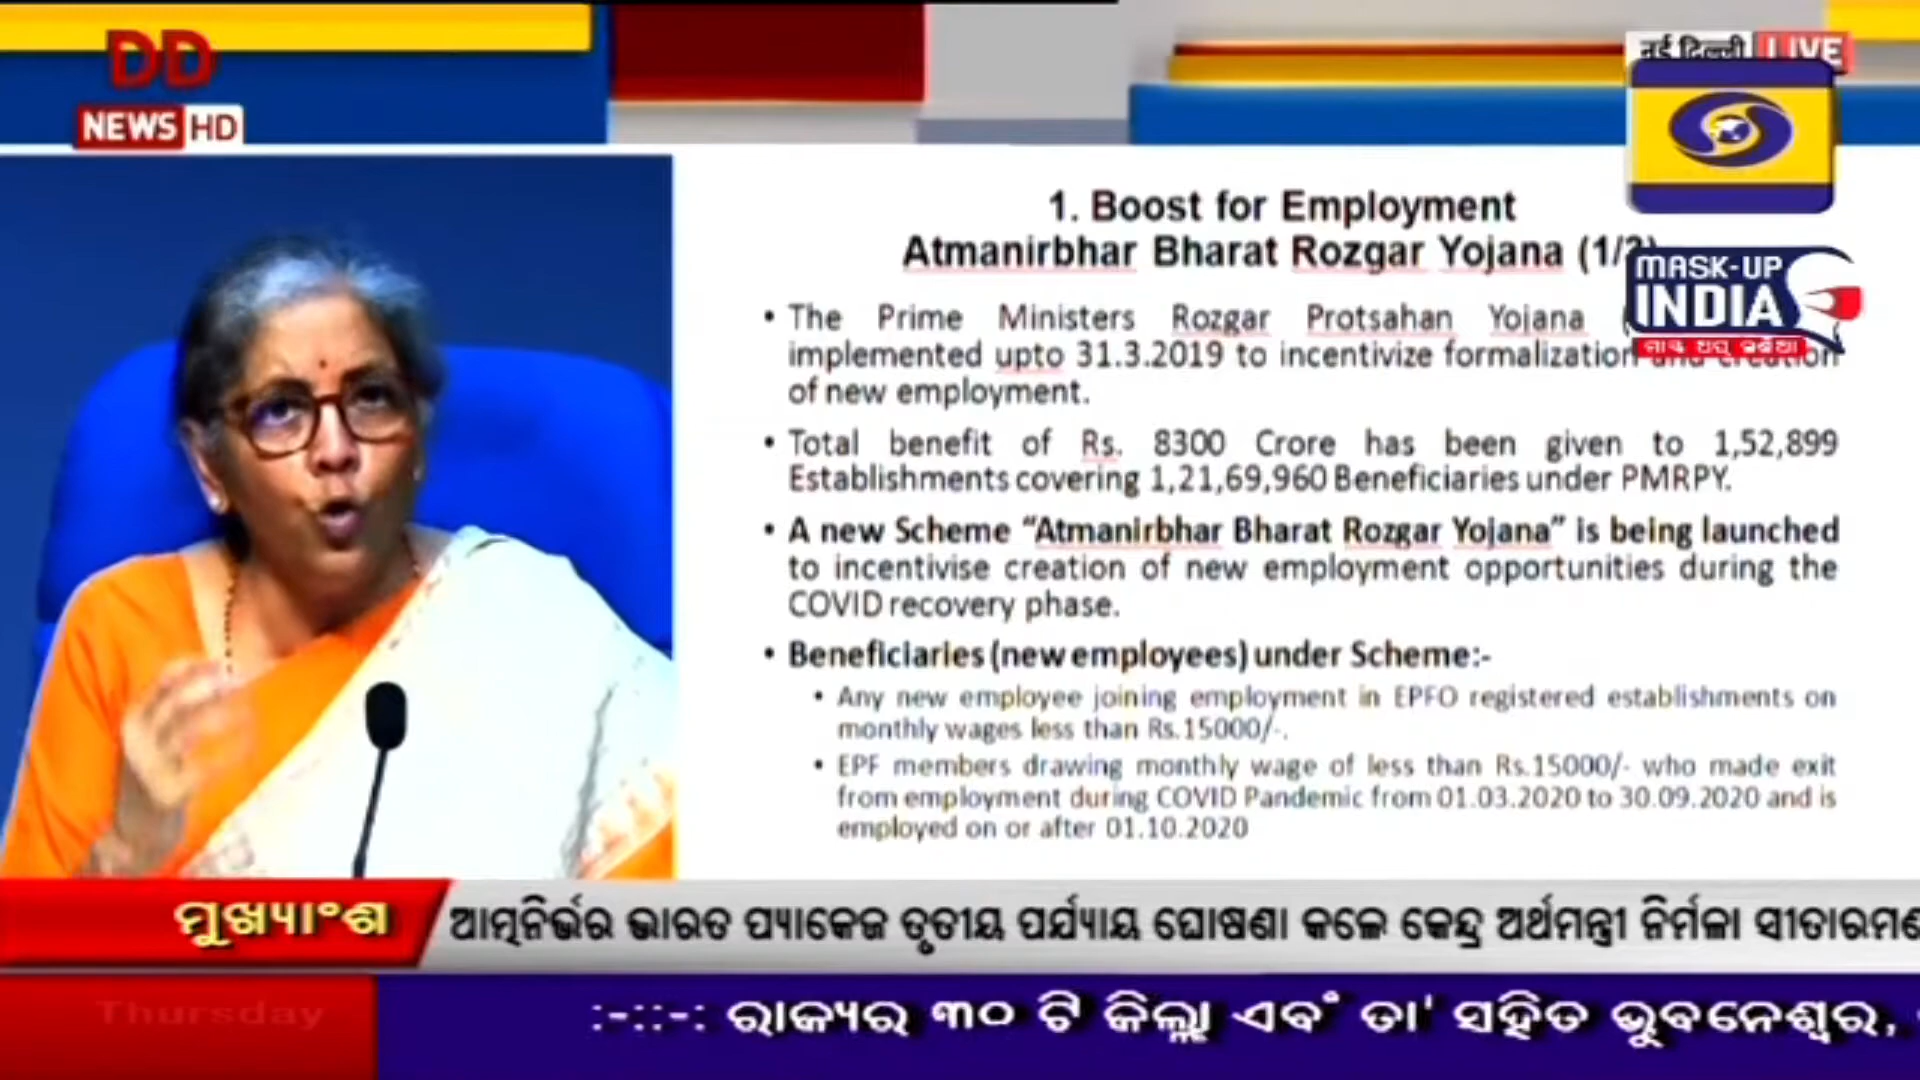 DD
NEWS HD
नई दिल्ली LIVE
1. Boost for Employment
Atmanirbhar Bharat Rozgar Yojana
MASK-UP
INDIA
ମାସ୍କ ଅପ୍ ଇଣ୍ଡିଆ
• The Prime Ministers Rozgar Protsahan Yojana
implemented upto 31.3.2019 to incentivize formalization and creation
of new employment.
• Total benefit of Rs. 8300 Crore has been given to 1,52,899
Establishments covering 1,21,69,960 Beneficiaries under PMRPY.
• A new Scheme “Atmanirbhar Bharat Rozgar Yojana” is being launched
to incentivise creation of new employment opportunities during the
COVID recovery phase.
• Beneficiaries (new employees) under Scheme:-
• Any new employee joining employment in EPFO registered establishments on
monthly wages less than Rs.15000/-.
• EPF members drawing monthly wage of less than Rs.15000/- who made exit
from employment during COVID Pandemic from 01.03.2020 to 30.09.2020 and is
employed on or after 01.10.2020
ମୁଖ୍ୟାଂଶ ଆତ୍ମନିର୍ଭର ଭାରତ ପ୍ୟାକେଜ ତୃତୀୟ ପର୍ଯ୍ୟାୟ ଘୋଷଣା କଳେ କେନ୍ଦ୍ର ଅର୍ଥମନ୍ତ୍ରୀ ନିର୍ମଳା ସୀତାରମଣ
Thursday :-::-: ରାଜ୍ୟର ୩୦ ଟି ଜିଲ୍ଲା ଏବଂ ତା' ସହିତ ଭୁବନେଶ୍ୱର,